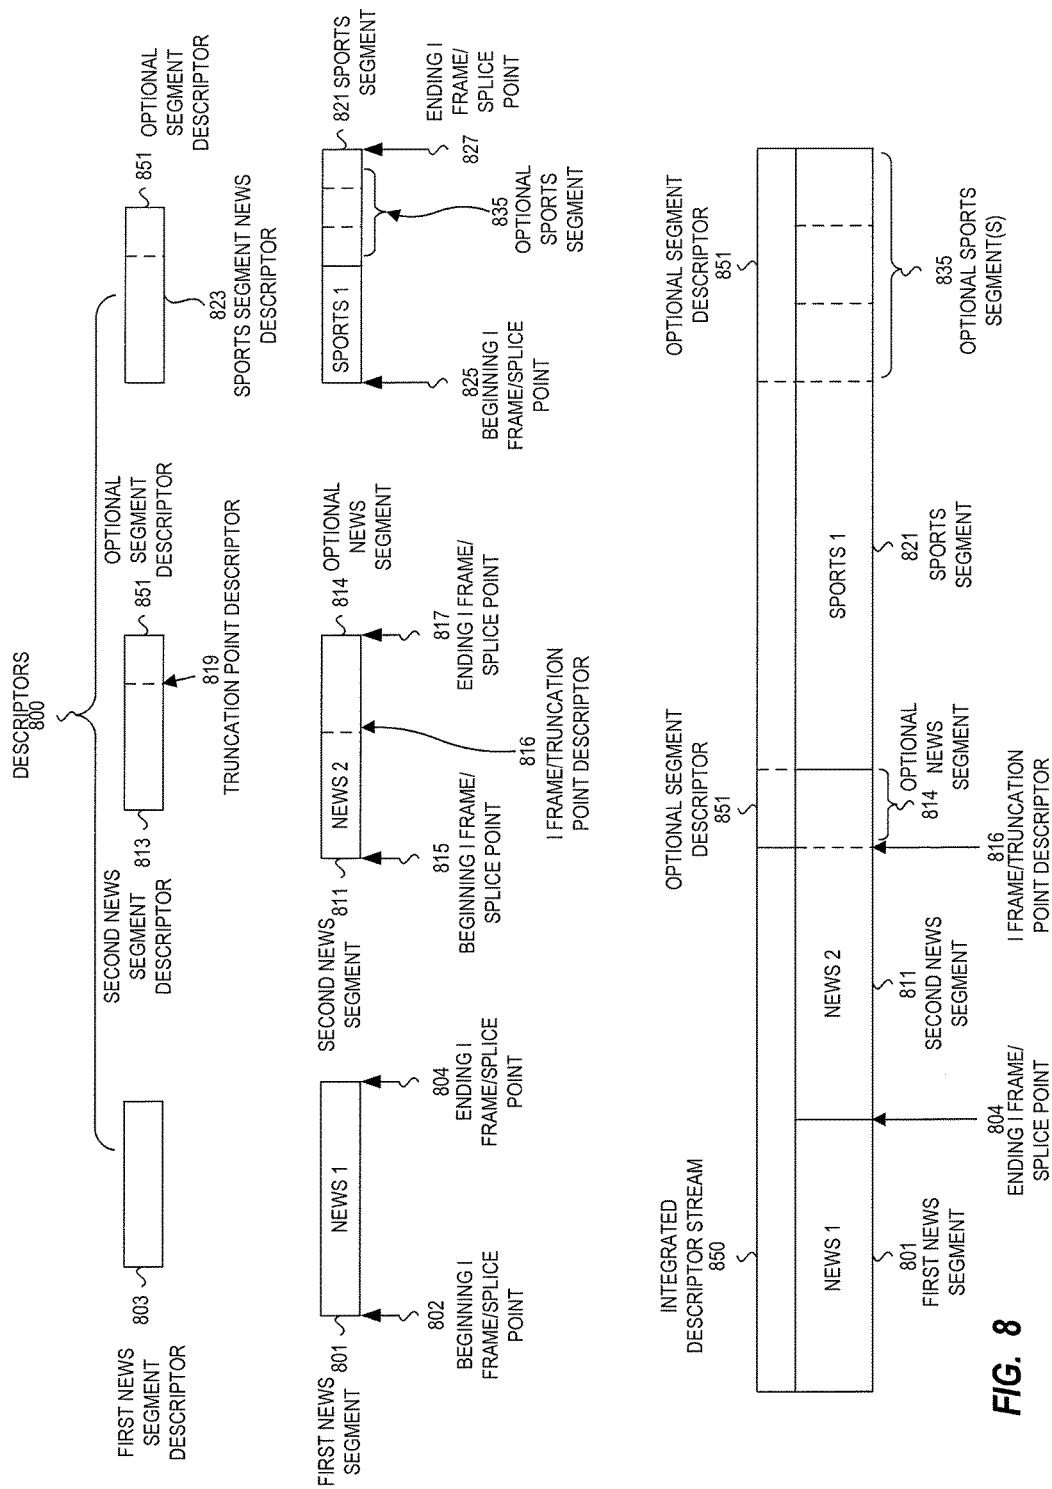 DESCRIPTORS
800
FIRST NEWS
SEGMENT
DESCRIPTOR
803
SECOND NEWS
SEGMENT
DESCRIPTOR
813
OPTIONAL
SEGMENT
DESCRIPTOR
851
819
TRUNCATION POINT DESCRIPTOR
OPTIONAL
SEGMENT
DESCRIPTOR
851
823
SPORTS SEGMENT NEWS
DESCRIPTOR
FIRST NEWS
SEGMENT
801
NEWS 1
802
BEGINNING I
FRAME/SPLICE
POINT
804
ENDING I
FRAME/SPLICE
POINT
SECOND NEWS
SEGMENT
811
NEWS 2
814
OPTIONAL
NEWS
SEGMENT
815
BEGINNING I FRAME/
SPLICE POINT
817
ENDING I FRAME/
SPLICE POINT
816
I FRAME/TRUNCATION
POINT DESCRIPTOR
SPORTS 1
821 SPORTS
SEGMENT
825
BEGINNING I
FRAME/SPLICE
POINT
835
OPTIONAL
SPORTS
SEGMENT
827
ENDING I
FRAME/
SPLICE
POINT
INTEGRATED
DESCRIPTOR STREAM
850
OPTIONAL SEGMENT
DESCRIPTOR
851
OPTIONAL SEGMENT
DESCRIPTOR
851
NEWS 1
NEWS 2
SPORTS 1
801
FIRST NEWS
SEGMENT
804
ENDING I FRAME/
SPLICE POINT
811
SECOND NEWS
SEGMENT
816
I FRAME/TRUNCATION
POINT DESCRIPTOR
814
OPTIONAL
NEWS
SEGMENT
821
SPORTS
SEGMENT
835
OPTIONAL SPORTS
SEGMENT(S)
FIG. 8